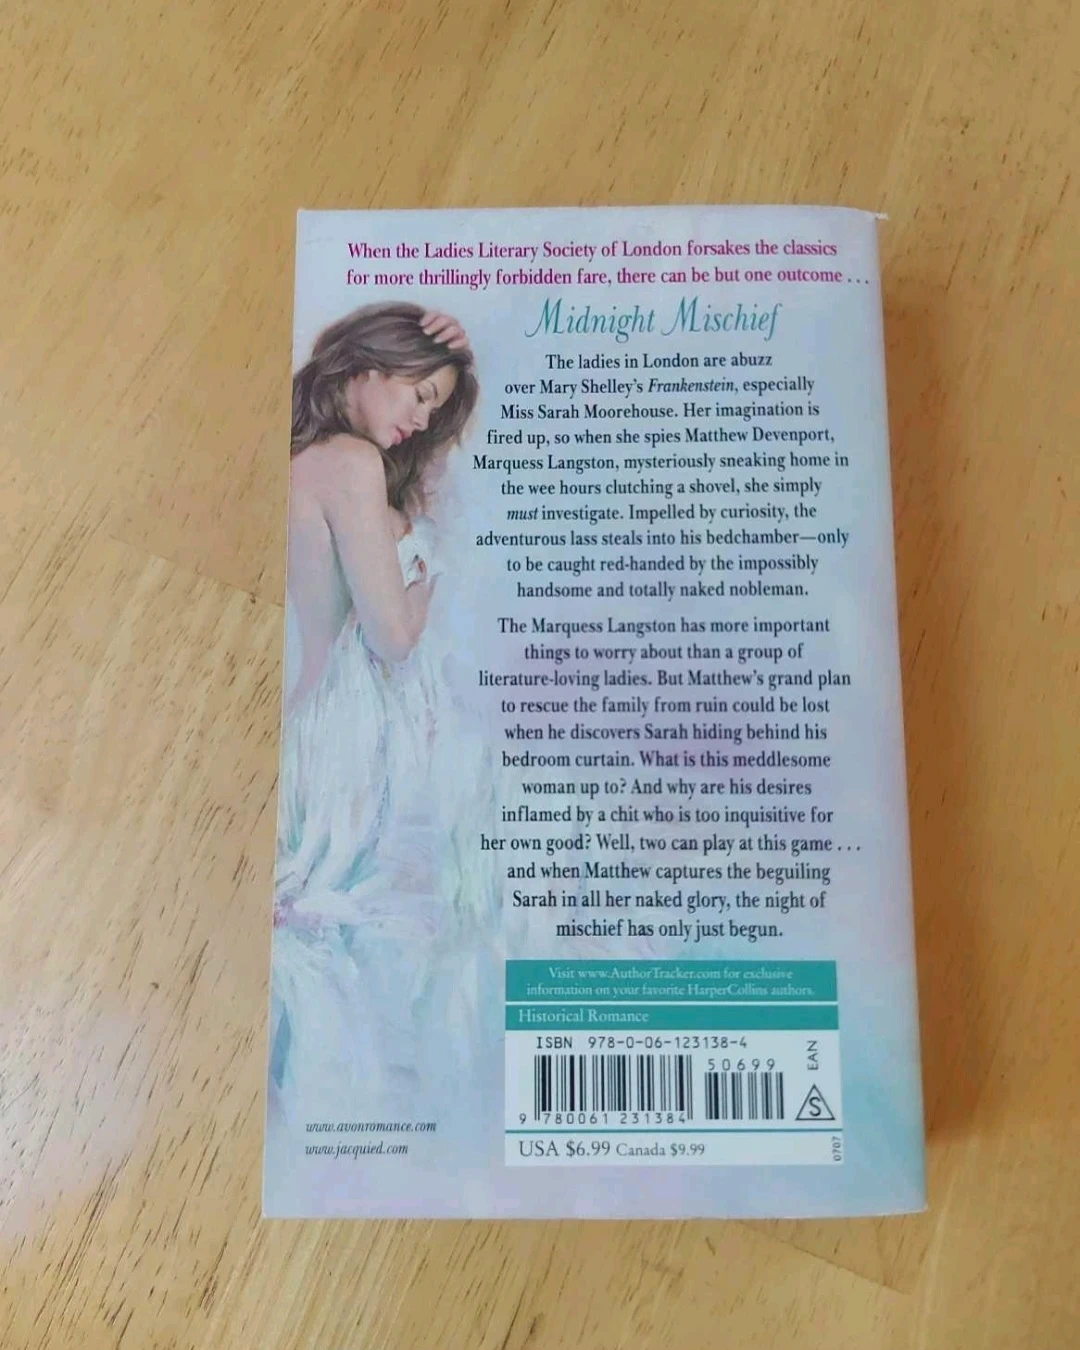 When the Ladies Literary Society of London forsakes the classics
for more thrillingly forbidden fare, there can be but one outcome . . .
Midnight Mischief
The ladies in London are abuzz
over Mary Shelley's Frankenstein, especially
Miss Sarah Moorehouse. Her imagination is
fired up, so when she spies Matthew Devenport,
Marquess Langston, mysteriously sneaking home in
the wee hours clutching a shovel, she simply
must investigate. Impelled by curiosity, the
adventurous lass steals into his bedchamber—only
to be caught red-handed by the impossibly
handsome and totally naked nobleman.
The Marquess Langston has more important
things to worry about than a group of
literature-loving ladies. But Matthew's grand plan
to rescue the family from ruin could be lost
when he discovers Sarah hiding behind his
bedroom curtain. What is this meddlesome
woman up to? And why are his desires
inflamed by a chit who is too inquisitive for
her own good? Well, two can play at this game . . .
and when Matthew captures the beguiling
Sarah in all her naked glory, the night of
mischief has only just begun.
Visit www.AuthorTracker.com for exclusive
information on your favorite HarperCollins authors.
Historical Romance
ISBN 978-0-06-123138-4
50699
EAN
S
9 780061 231384
USA $6.99 Canada $9.99
0707
www.avonromance.com
www.jacquied.com